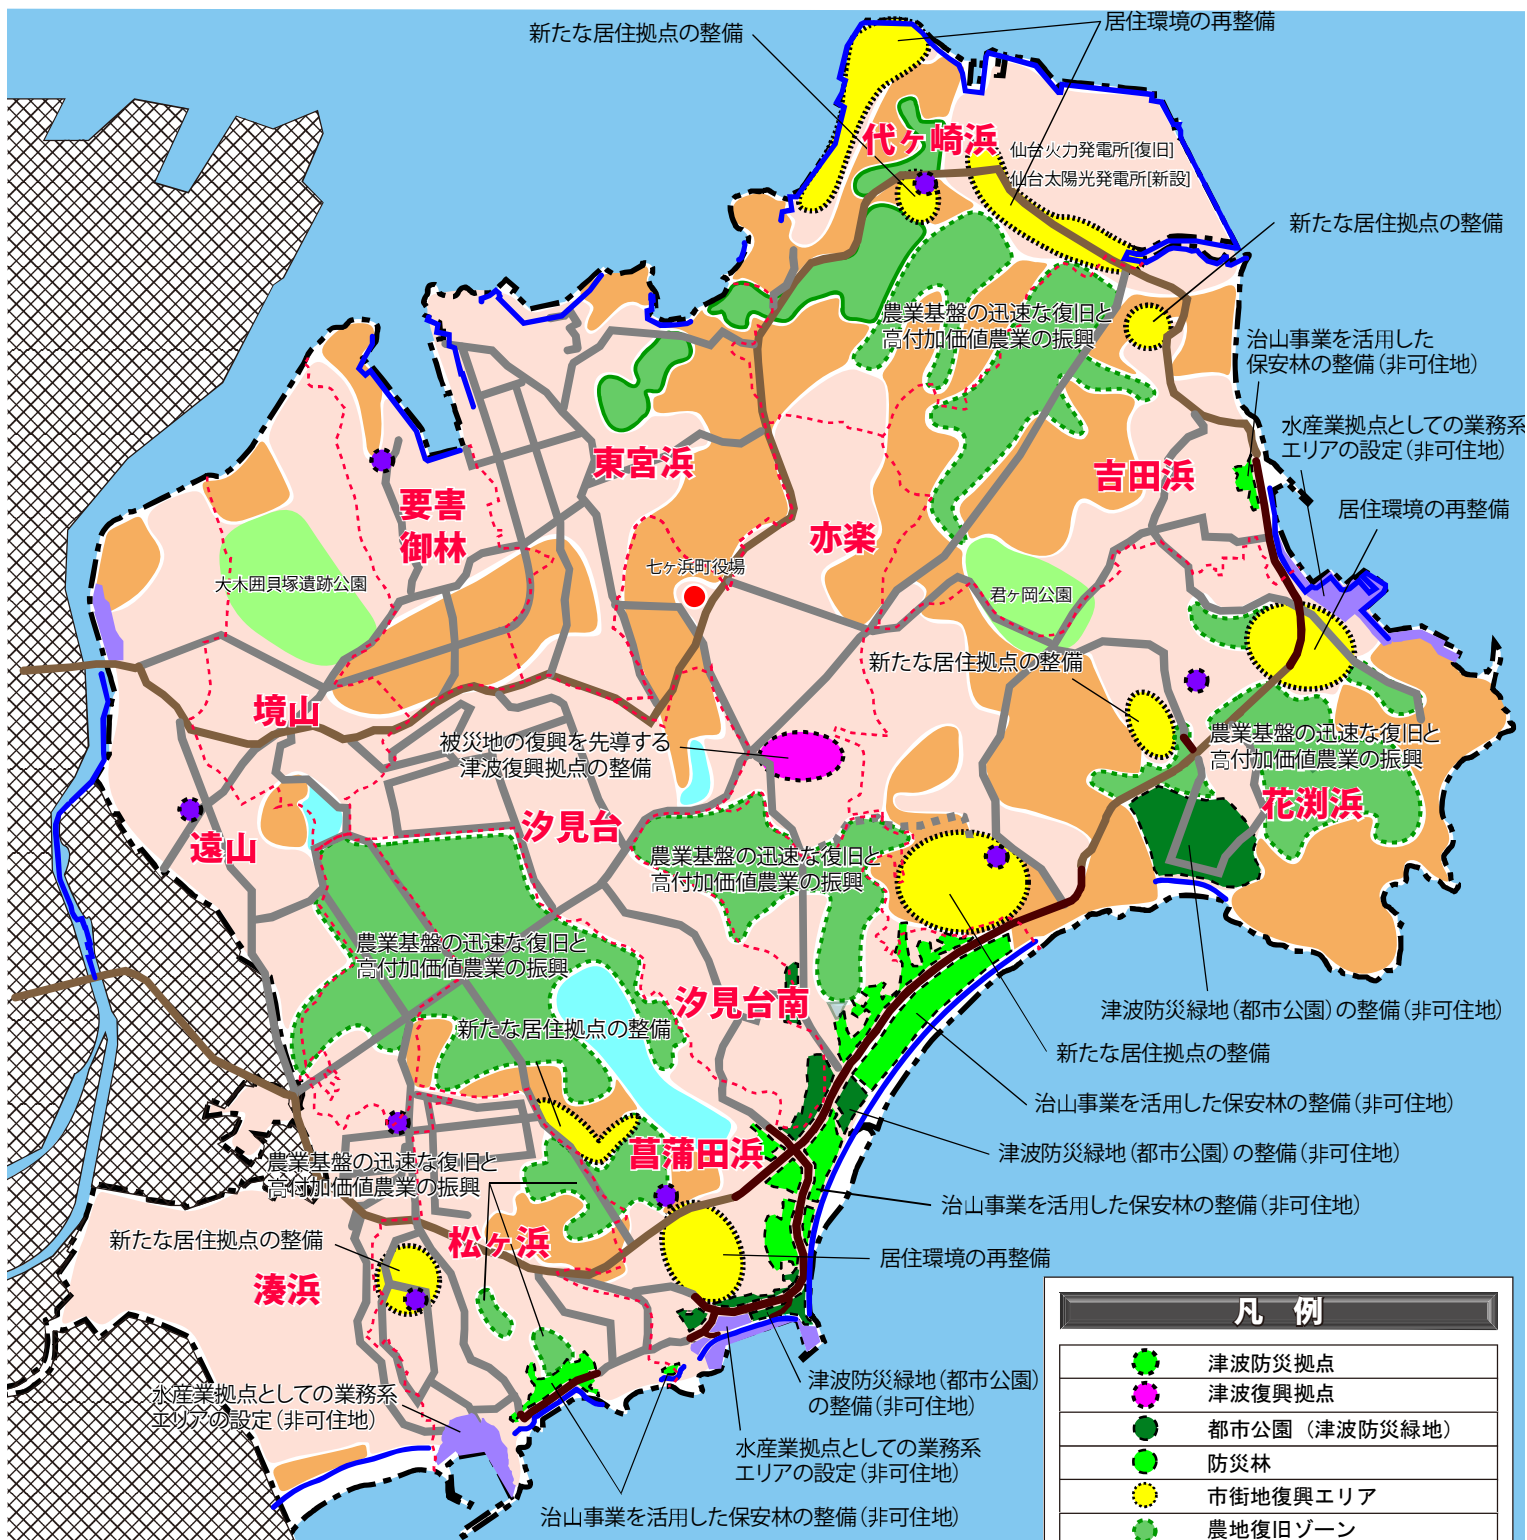 新たな居住拠点の整備
居住環境の再整備
代ヶ崎浜
仙台火力発電所[復旧]
仙台太陽光発電所[新設]
新たな居住拠点の整備
農業基盤の迅速な復旧と
高付加価値農業の振興
治山事業を活用した
保安林の整備(非可住地)
水産業拠点としての業務系
エリアの設定(非可住地)
東宮浜
吉田浜
要害
御林
居住環境の再整備
亦楽
七ヶ浜町役場
大木囲貝塚遺跡公園
君ヶ岡公園
新たな居住拠点の整備
境山
被災地の復興を先導する
津波復興拠点の整備
農業基盤の迅速な復旧と
高付加価値農業の振興
花渕浜
汐見台
遠山
農業基盤の迅速な復旧と
高付加価値農業の振興
農業基盤の迅速な復旧と
高付加価値農業の振興
汐見台南
津波防災緑地(都市公園)の整備(非可住地)
新たな居住拠点の整備
新たな居住拠点の整備
治山事業を活用した保安林の整備(非可住地)
菖蒲田浜
津波防災緑地(都市公園)の整備(非可住地)
農業基盤の迅速な復旧と
高付加価値農業の振興
治山事業を活用した保安林の整備(非可住地)
松ヶ浜
新たな居住拠点の整備
居住環境の再整備
湊浜
津波防災緑地(都市公園)
の整備(非可住地)
水産業拠点としての業務系
エリアの設定(非可住地)
水産業拠点としての業務系
エリアの設定(非可住地)
治山事業を活用した保安林の整備(非可住地)
凡 例
津波防災拠点
津波復興拠点
都市公園（津波防災緑地）
防災林
市街地復興エリア
農地復旧ゾーン